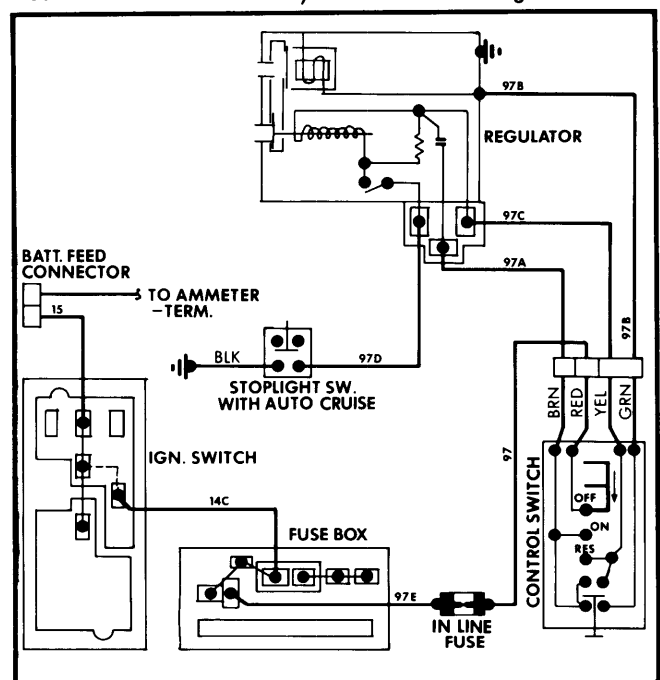 97B
REGULATOR
97C
97A
BATT. FEED
CONNECTOR
TO AMMETER
–TERM.
15
97B
BLK
97D
STOPLIGHT SW.
WITH AUTO CRUISE
BRN
RED
YEL
GRN
IGN. SWITCH
97
14C
OFF
ON
RES
CONTROL SWITCH
FUSE BOX
97E
IN LINE
FUSE